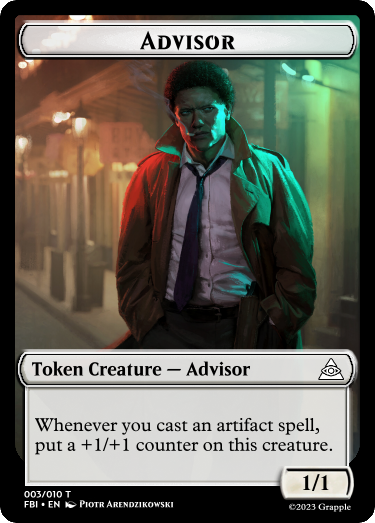 Advisor
Token Creature — Advisor
Whenever you cast an artifact spell,
put a +1/+1 counter on this creature.
1/1
003/010 T
FBI • EN Piotr Arendzikowski
©2023 Grapple